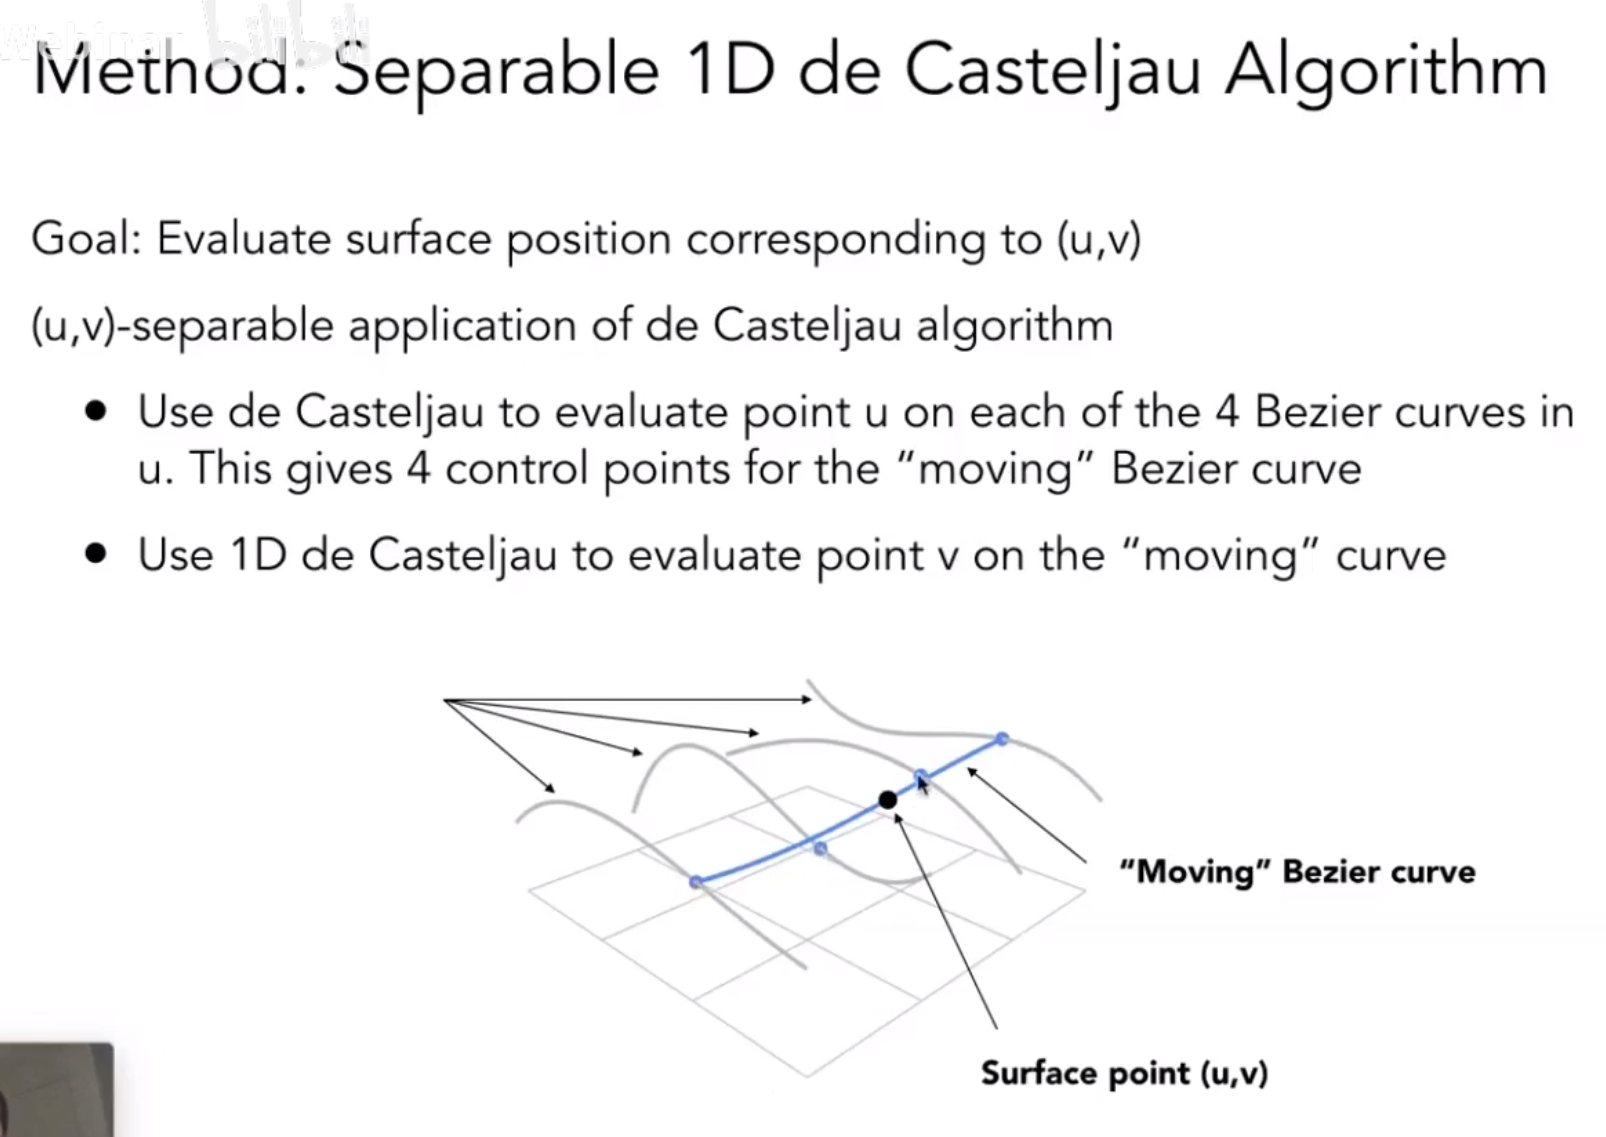 Webinar bilibili
Method: Separable 1D de Casteljau Algorithm
Goal: Evaluate surface position corresponding to (u,v)
(u,v)-separable application of de Casteljau algorithm
● Use de Casteljau to evaluate point u on each of the 4 Bezier curves in
u. This gives 4 control points for the “moving” Bezier curve
● Use 1D de Casteljau to evaluate point v on the “moving” curve
“Moving” Bezier curve
Surface point (u,v)